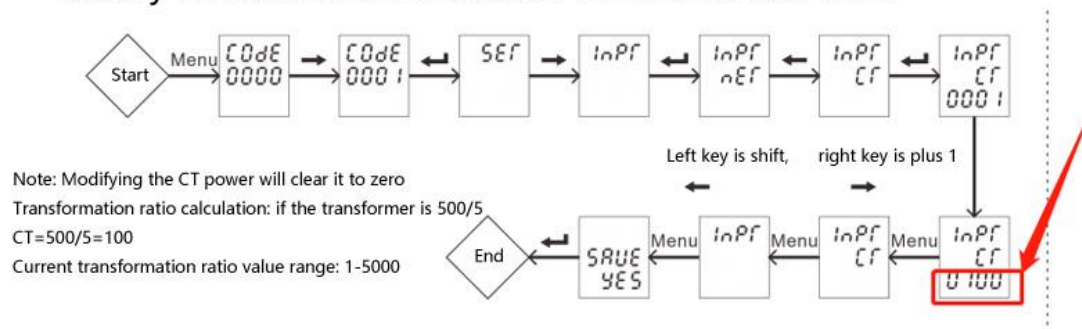 Start
Menu
COdE
0000
COdE
0001
SET
InPT
InPT
nET
InPT
CT
InPT
CT
0001
Left key is shift,
right key is plus 1
Note: Modifying the CT power will clear it to zero
Transformation ratio calculation: if the transformer is 500/5
CT=500/5=100
Current transformation ratio value range: 1-5000
End
SAVE
YES
Menu
InPT
Menu
InPT
CT
Menu
InPT
CT
0100